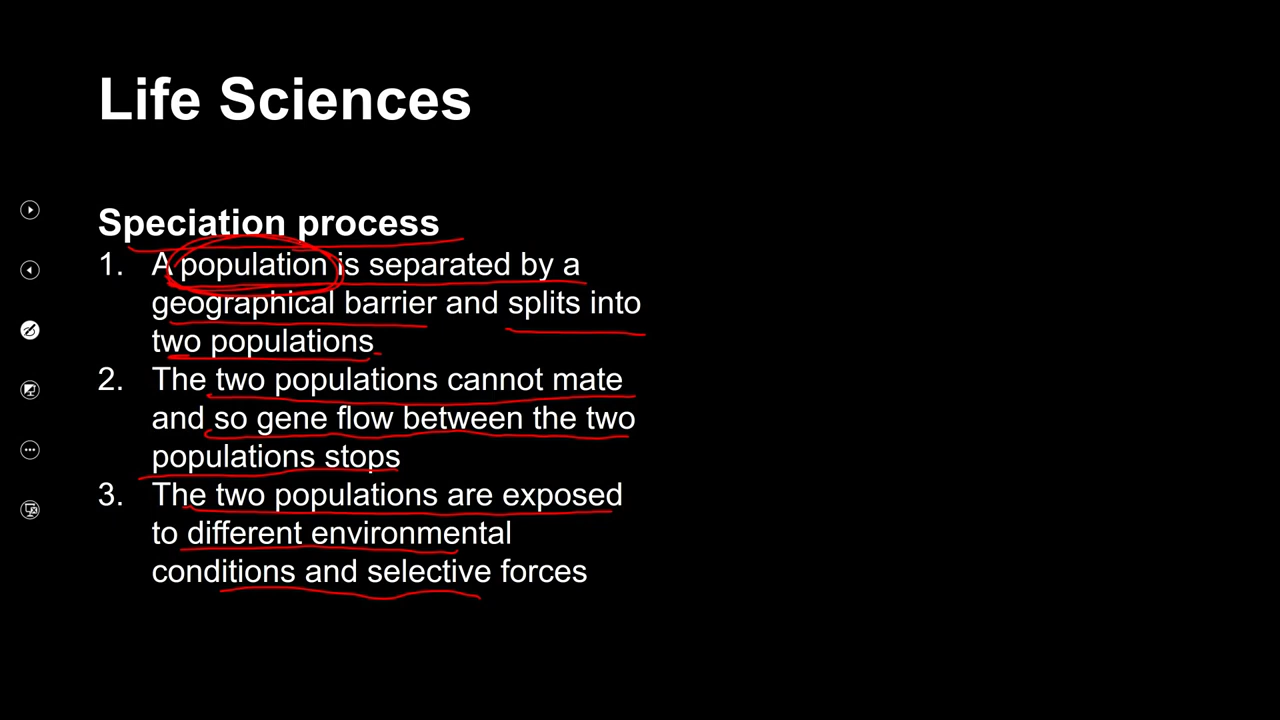 Life Sciences
Speciation process
1. A population is separated by a
geographical barrier and splits into
two populations
2. The two populations cannot mate
and so gene flow between the two
populations stops
3. The two populations are exposed
to different environmental
conditions and selective forces